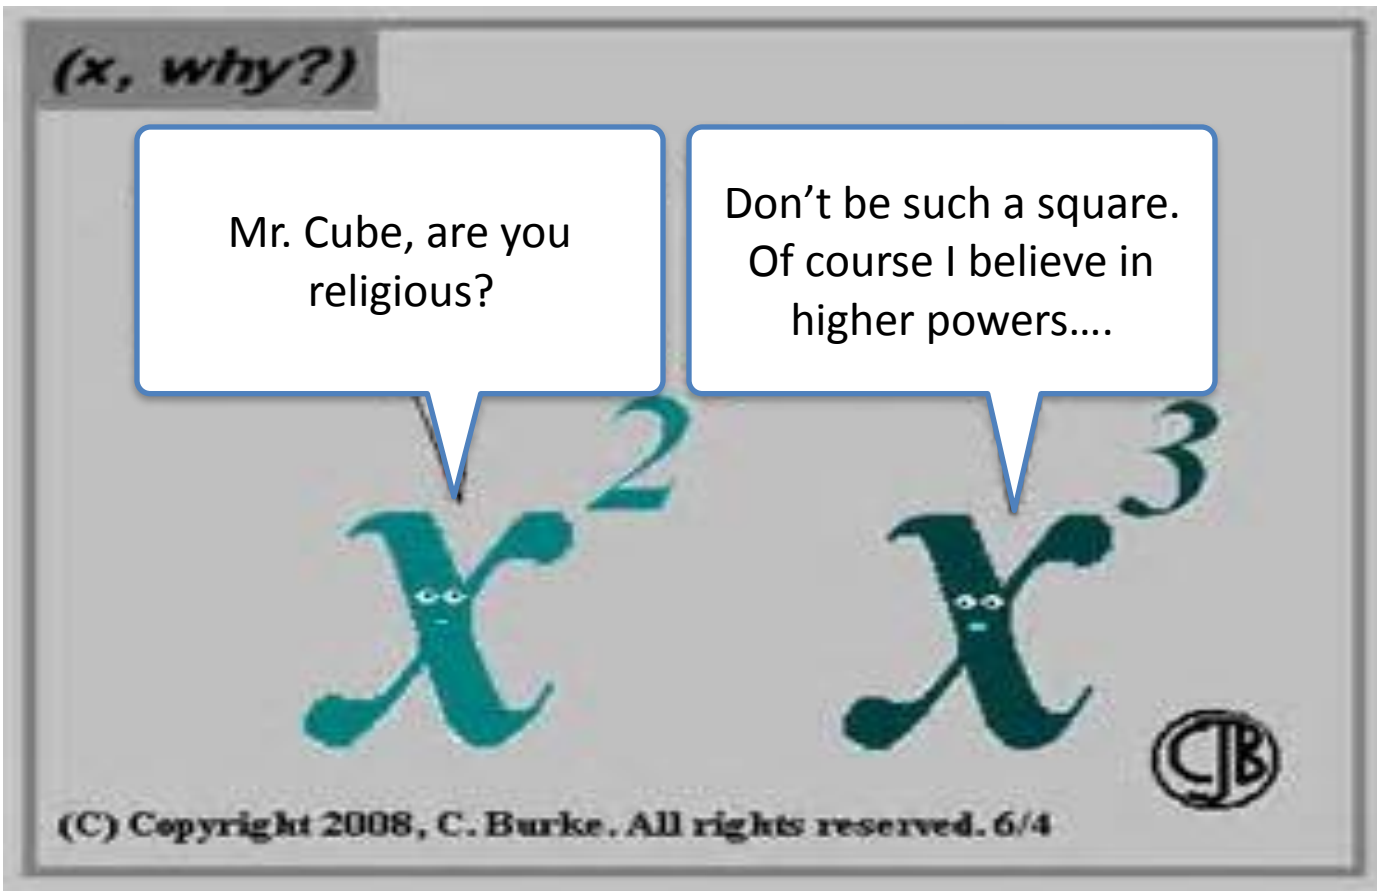 (x, why?)
Mr. Cube, are you
religious?
Don’t be such a square.
Of course I believe in
higher powers….
x²
x³
CJB
(C) Copyright 2008, C. Burke. All rights reserved. 6/4